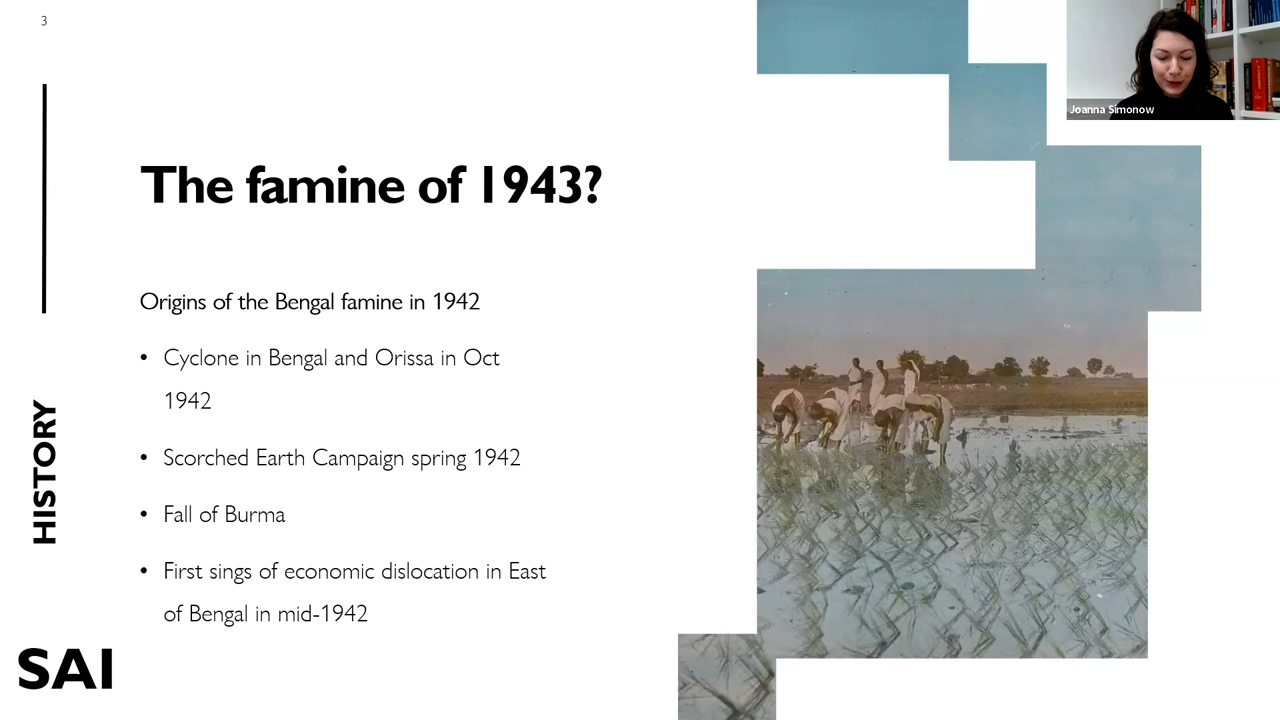 3
Joanna Simonow
The famine of 1943?
Origins of the Bengal famine in 1942
• Cyclone in Bengal and Orissa in Oct
1942
• Scorched Earth Campaign spring 1942
• Fall of Burma
• First sings of economic dislocation in East
of Bengal in mid-1942
HISTORY
SAI